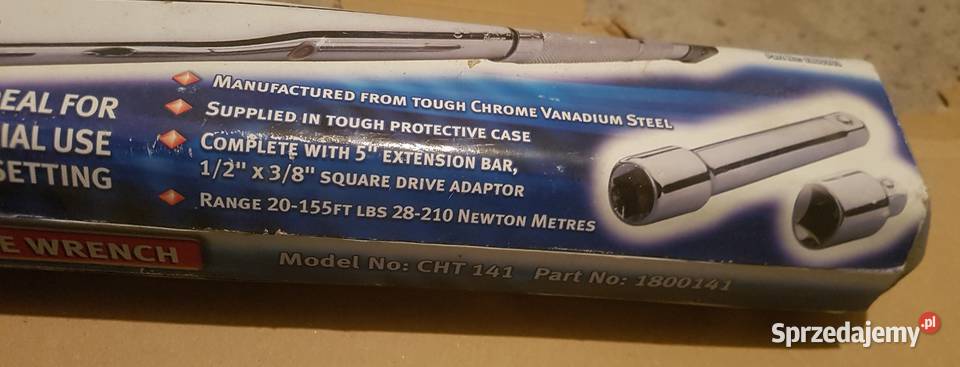 DEAL FOR
IAL USE
SETTING
MANUFACTURED FROM TOUGH CHROME VANADIUM STEEL
SUPPLIED IN TOUGH PROTECTIVE CASE
COMPLETE WITH 5" EXTENSION BAR,
1/2" x 3/8" SQUARE DRIVE ADAPTOR
RANGE 20-155FT LBS 28-210 NEWTON METRES
E WRENCH
Model No: CHT 141 Part No: 1800141
Sprzedajemy.pl